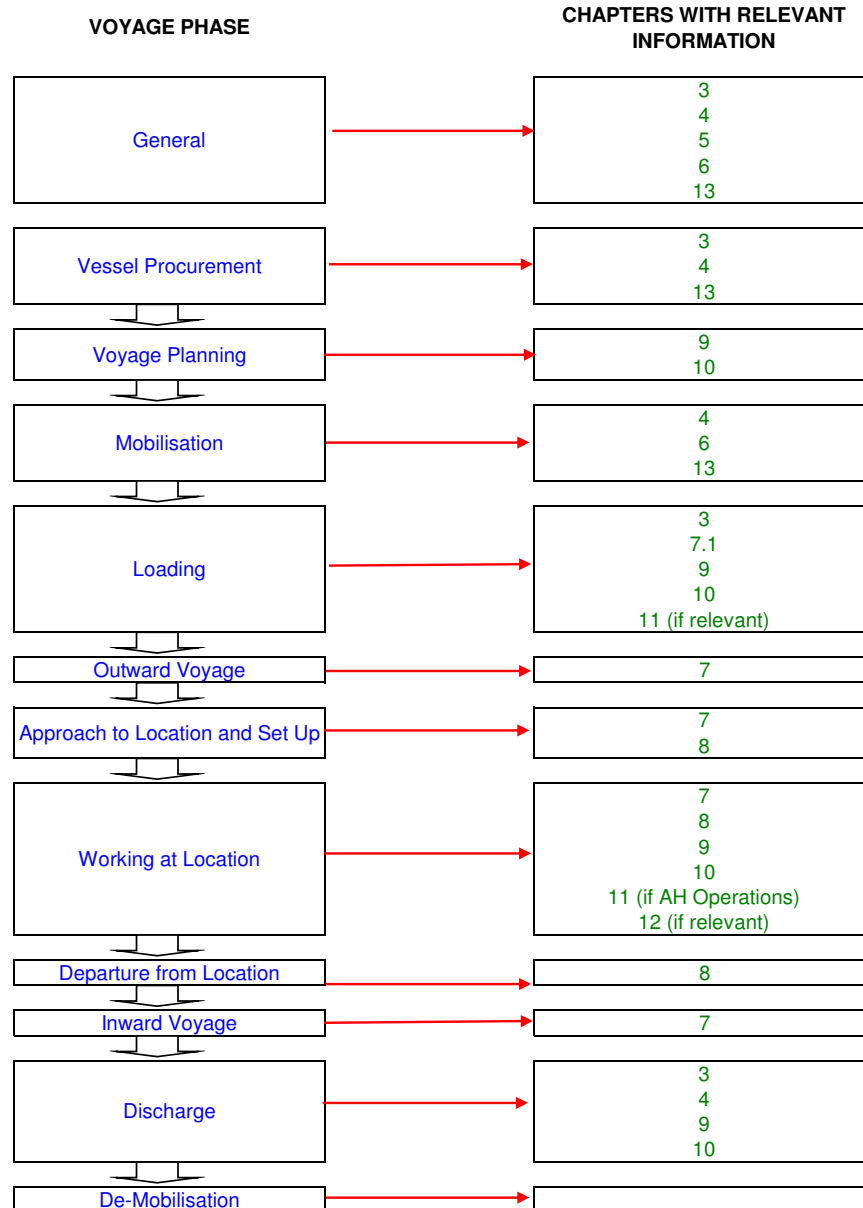 VOYAGE PHASE
CHAPTERS WITH RELEVANT
INFORMATION
General
3
4
5
6
13
Vessel Procurement
3
4
13
Voyage Planning
9
10
Mobilisation
4
6
13
Loading
3
7.1
9
10
11 (if relevant)
Outward Voyage
7
Approach to Location and Set Up
7
8
Working at Location
7
8
9
10
11 (if AH Operations)
12 (if relevant)
Departure from Location
8
Inward Voyage
7
Discharge
3
4
9
10
De-Mobilisation